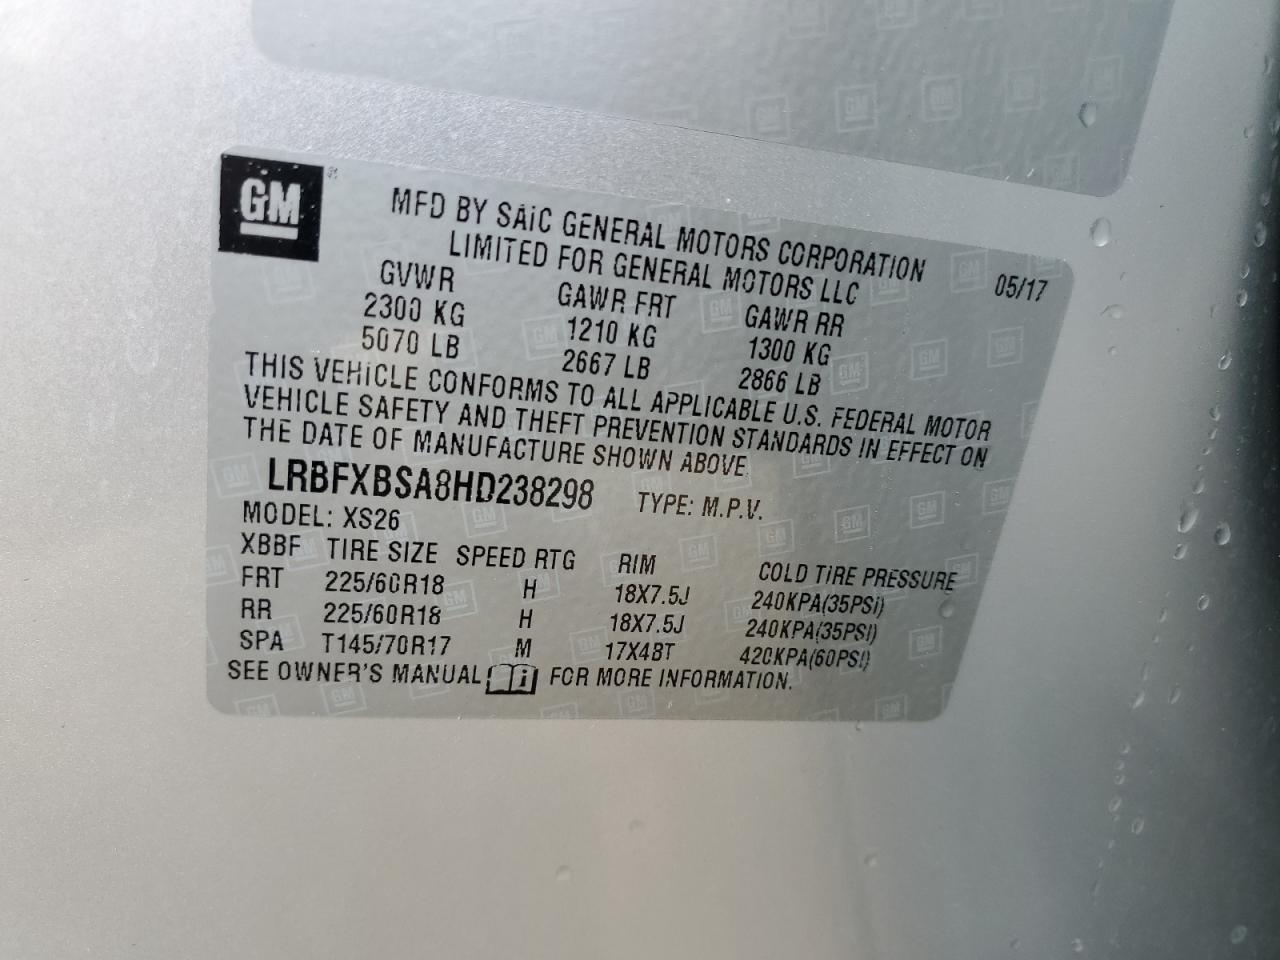 GM
MFD BY SAIC GENERAL MOTORS CORPORATION
LIMITED FOR GENERAL MOTORS LLC
05/17
GVWR GAWR FRT GAWR RR
2300 KG 1210 KG 1300 KG
5070 LB 2667 LB 2866 LB
THIS VEHICLE CONFORMS TO ALL APPLICABLE U.S. FEDERAL MOTOR
VEHICLE SAFETY AND THEFT PREVENTION STANDARDS IN EFFECT ON
THE DATE OF MANUFACTURE SHOWN ABOVE.
LRBFXBSA8HD238298 TYPE: M.P.V.
MODEL: XS26
XBBF TIRE SIZE SPEED RTG RIM COLD TIRE PRESSURE
FRT 225/60R18 H 18X7.5J 240KPA(35PSI)
RR 225/60R18 H 18X7.5J 240KPA(35PSI)
SPA T145/70R17 M 17X4BT 420KPA(60PSI)
SEE OWNER'S MANUAL i FOR MORE INFORMATION.